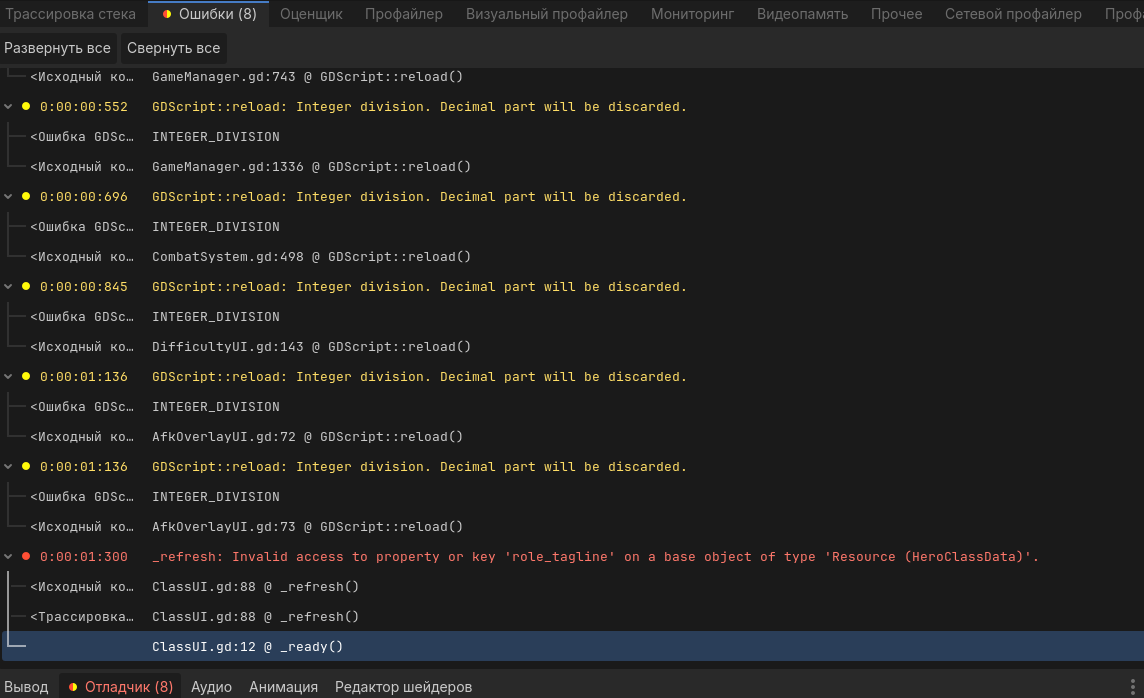 Трассировка стека Ошибки (8) Оценщик Профайлер Визуальный профайлер Мониторинг Видеопамять Прочее Сетевой профайлер
Развернуть все Свернуть все
<Исходный ко… GameManager.gd:743 @ GDScript::reload()
0:00:00:552 GDScript::reload: Integer division. Decimal part will be discarded.
<Ошибка GDSc… INTEGER_DIVISION
<Исходный ко… GameManager.gd:1336 @ GDScript::reload()
0:00:00:696 GDScript::reload: Integer division. Decimal part will be discarded.
<Ошибка GDSc… INTEGER_DIVISION
<Исходный ко… CombatSystem.gd:498 @ GDScript::reload()
0:00:00:845 GDScript::reload: Integer division. Decimal part will be discarded.
<Ошибка GDSc… INTEGER_DIVISION
<Исходный ко… DifficultyUI.gd:143 @ GDScript::reload()
0:00:01:136 GDScript::reload: Integer division. Decimal part will be discarded.
<Ошибка GDSc… INTEGER_DIVISION
<Исходный ко… AfkOverlayUI.gd:72 @ GDScript::reload()
0:00:01:136 GDScript::reload: Integer division. Decimal part will be discarded.
<Ошибка GDSc… INTEGER_DIVISION
<Исходный ко… AfkOverlayUI.gd:73 @ GDScript::reload()
0:00:01:300 _refresh: Invalid access to property or key 'role_tagline' on a base object of type 'Resource (HeroClassData)'.
<Исходный ко… ClassUI.gd:88 @ _refresh()
<Трассировка… ClassUI.gd:88 @ _refresh()
ClassUI.gd:12 @ _ready()
Вывод Отладчик (8) Аудио Анимация Редактор шейдеров